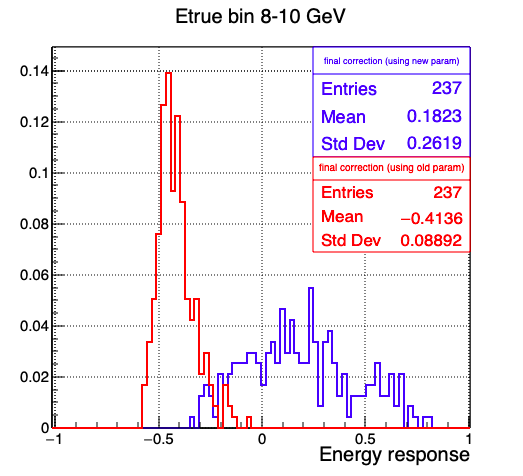 Etrue bin 8-10 GeV
final correction (using new param)
Entries 237
Mean 0.1823
Std Dev 0.2619
final correction (using old param)
Entries 237
Mean −0.4136
Std Dev 0.08892
0.14
0.12
0.1
0.08
0.06
0.04
0.02
0
−1 −0.5 0 0.5 1
Energy response